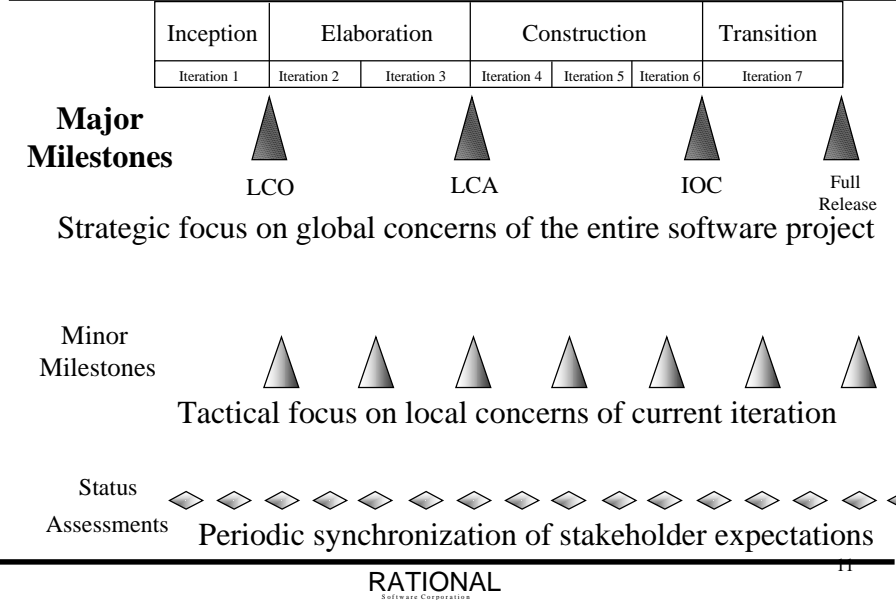 Inception Elaboration Construction Transition
Iteration 1 Iteration 2 Iteration 3 Iteration 4 Iteration 5 Iteration 6 Iteration 7
Major
Milestones
LCO LCA IOC Full
Release
Strategic focus on global concerns of the entire software project
Minor
Milestones
Tactical focus on local concerns of current iteration
Status
Assessments
Periodic synchronization of stakeholder expectations
11
RATIONAL
Software Corporation